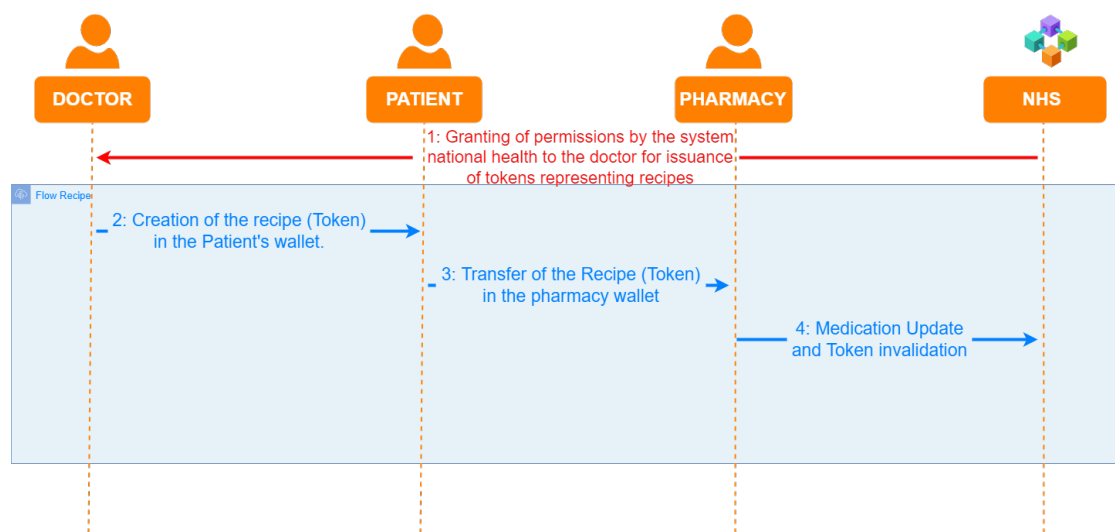 DOCTOR
PATIENT
PHARMACY
NHS
1: Granting of permissions by the system
national health to the doctor for issuance
of tokens representing recipes
Flow Recipe
2: Creation of the recipe (Token)
in the Patient's wallet.
3: Transfer of the Recipe (Token)
in the pharmacy wallet
4: Medication Update
and Token invalidation